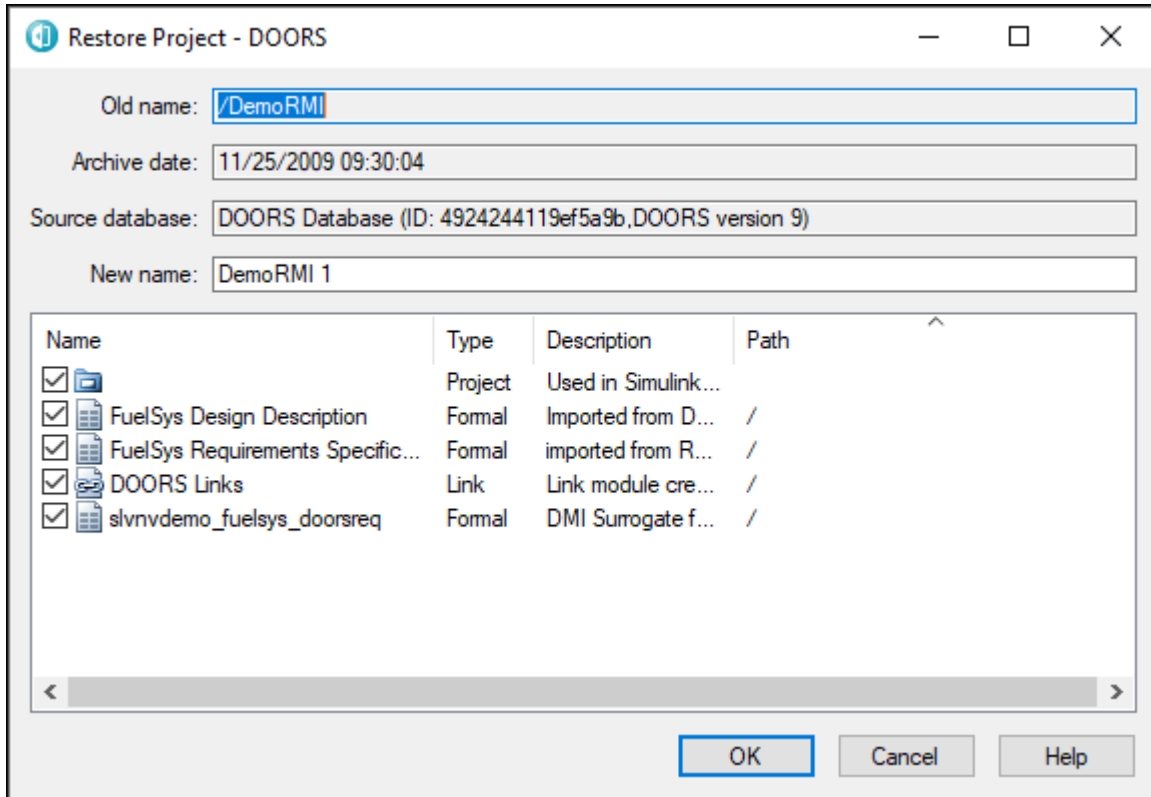 Restore Project - DOORS
Old name: /DemoRMI
Archive date: 11/25/2009 09:30:04
Source database: DOORS Database (ID: 4924244119ef5a9b,DOORS version 9)
New name: DemoRMI 1
Name Type Description Path
Project Used in Simulink...
FuelSys Design Description Formal Imported from D... /
FuelSys Requirements Specific... Formal imported from R... /
DOORS Links Link Link module cre... /
slvnvdemo_fuelsys_doorsreq Formal DMI Surrogate f... /
OK Cancel Help